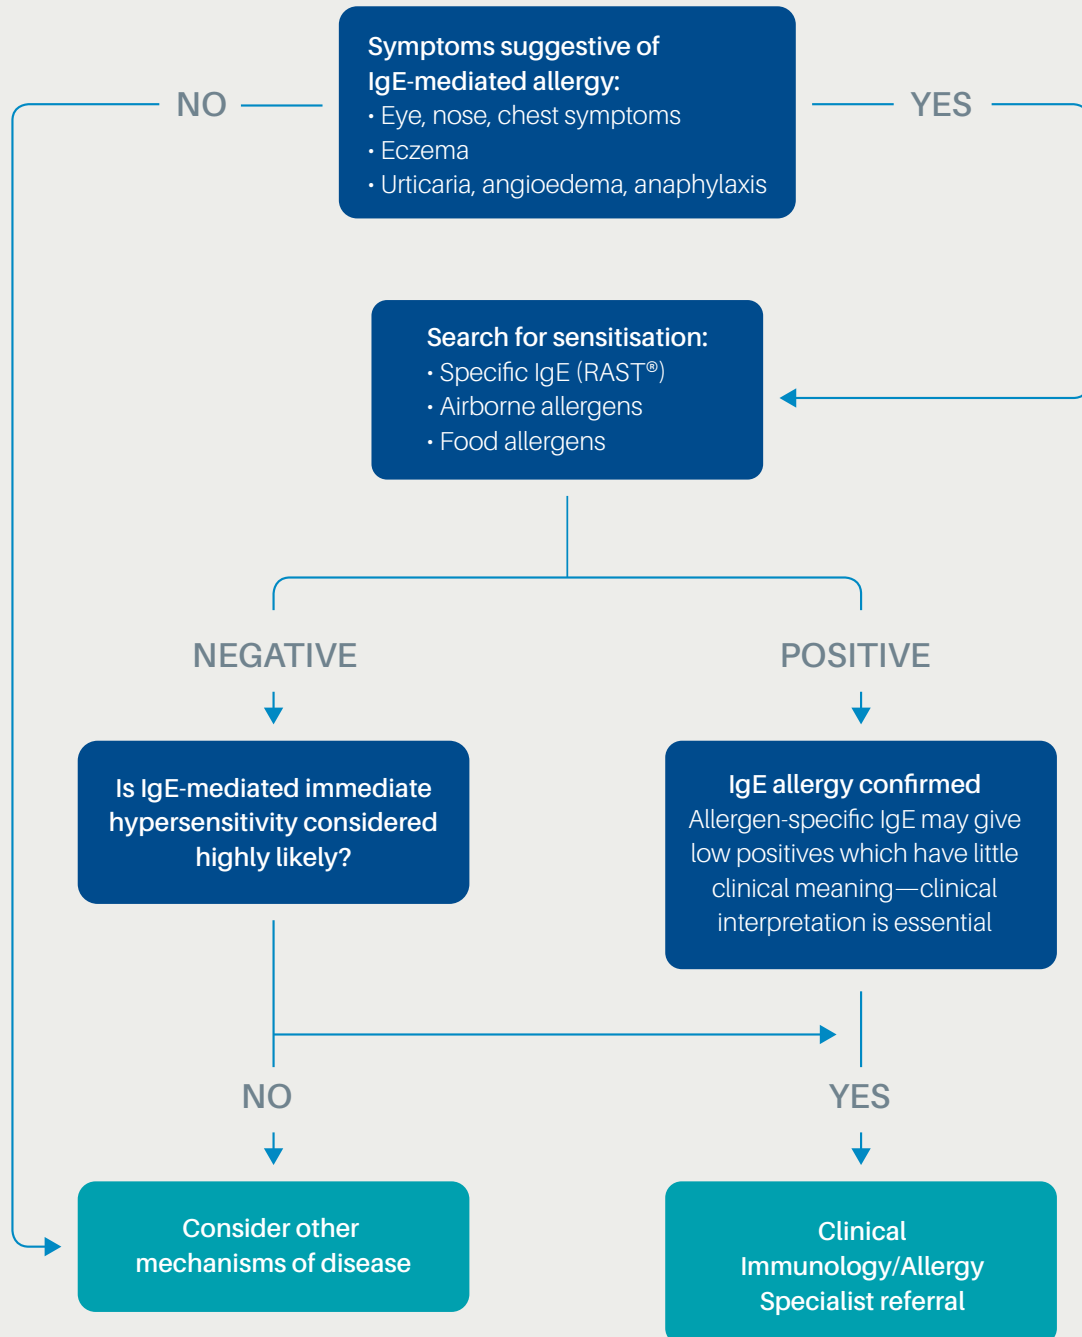 Symptoms suggestive of
IgE-mediated allergy:
• Eye, nose, chest symptoms
• Eczema
• Urticaria, angioedema, anaphylaxis
NO
YES
Search for sensitisation:
• Specific IgE (RAST®)
• Airborne allergens
• Food allergens
NEGATIVE
POSITIVE
Is IgE-mediated immediate
hypersensitivity considered
highly likely?
IgE allergy confirmed
Allergen-specific IgE may give
low positives which have little
clinical meaning—clinical
interpretation is essential
NO
YES
Consider other
mechanisms of disease
Clinical
Immunology/Allergy
Specialist referral